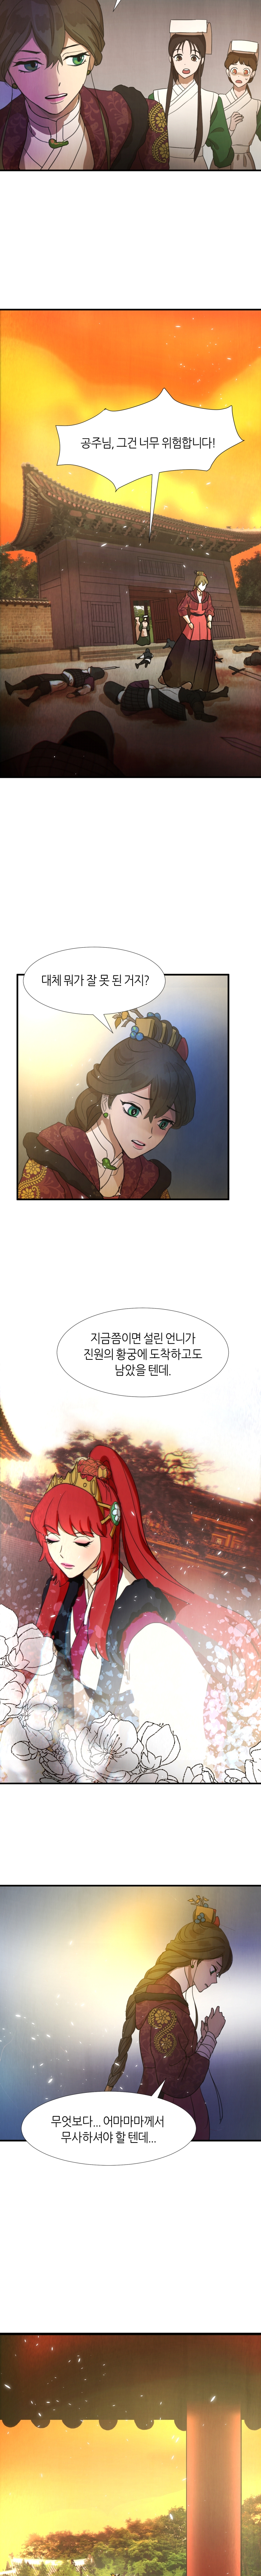 공주님, 그건 너무 위험합니다!
대체 뭐가 잘 못 된 거지?
지금쯤이면 설린 언니가
진원의 황궁에 도착하고도
남았을 텐데.
무엇보다... 어마마마께서
무사하셔야 할 텐데...